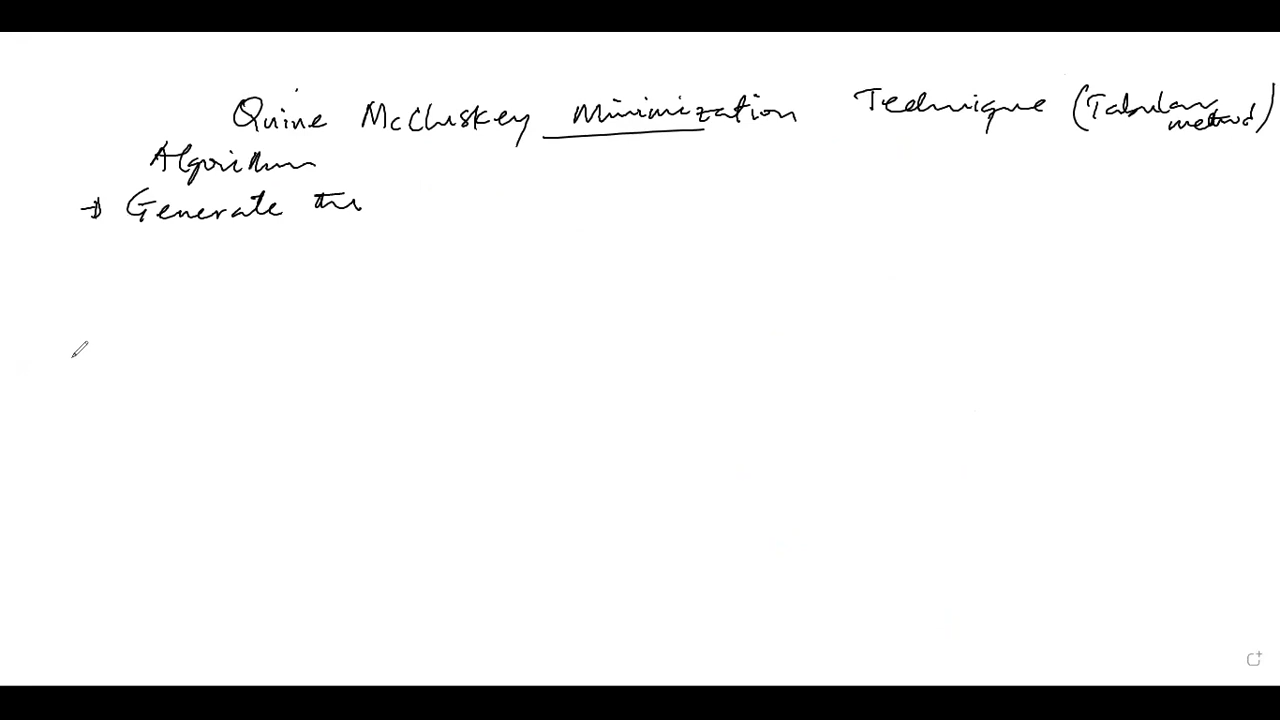 Quine McCluskey Minimization Technique (Tabular method)
Algorithm
→ Generate the